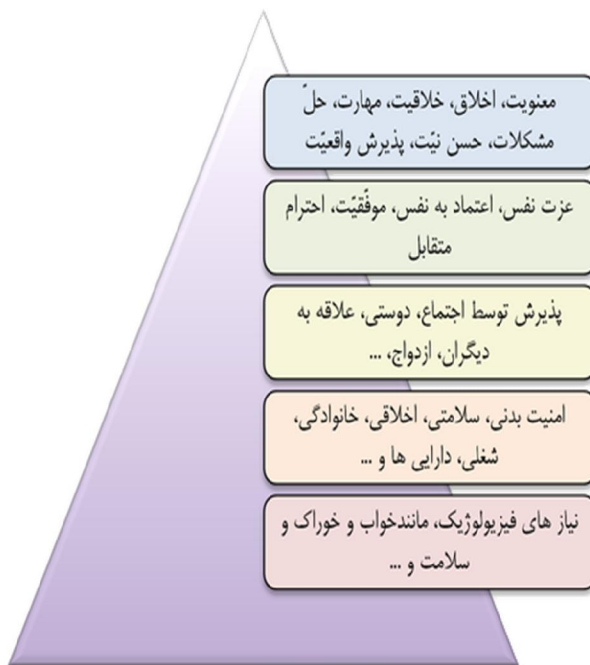 معنویت، اخلاق، خلاقیت، مهارت، حلّ
مشکلات، حسن نیّت، پذیرش واقعیّت
عزت نفس، اعتماد به نفس، موفّقیّت، احترام
متقابل
پذیرش توسط اجتماع، دوستی، علاقه به
دیگران، ازدواج، ...
امنیت بدنی، سلامتی، اخلاقی، خانوادگی،
شغلی، دارایی ها و ...
نیاز های فیزیولوژیک، مانندخواب و خوراک و
سلامت و ...